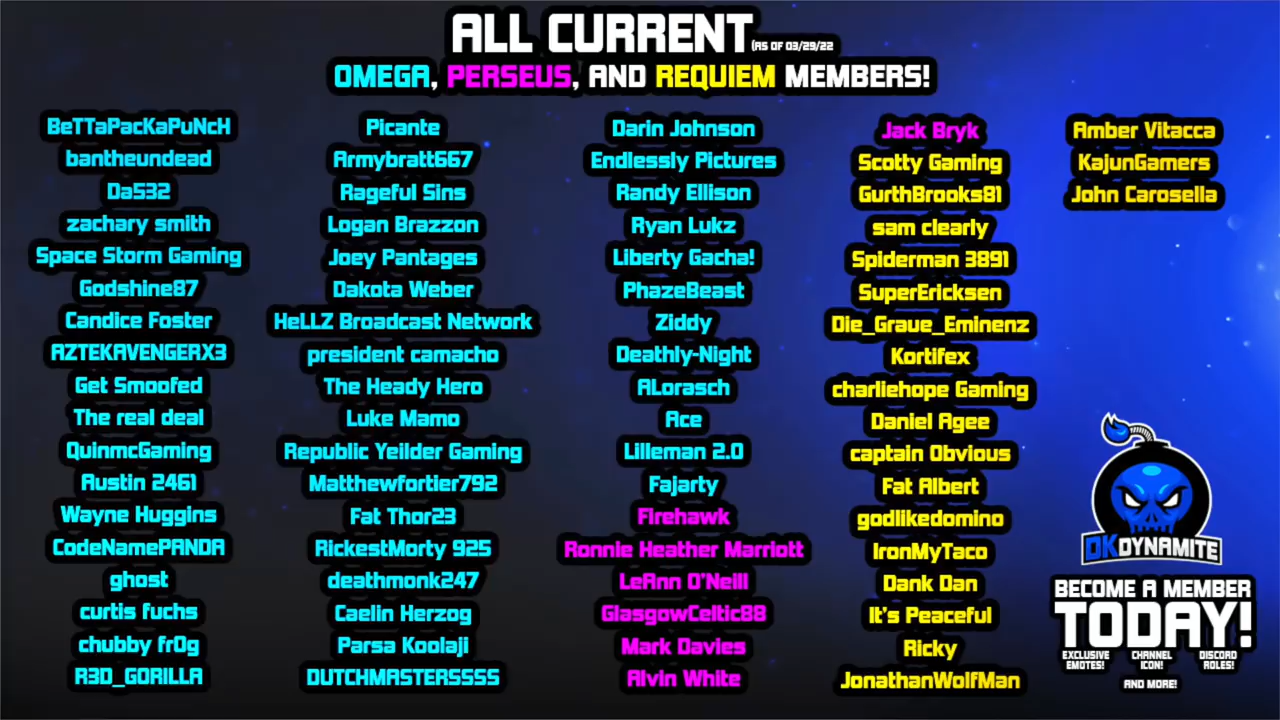 ALL CURRENT (AS OF 03/29/22
OMEGA, PERSEUS, AND REQUIEM MEMBERS!
BeTTaPacKaPuNcH
bantheundead
Da532
zachary smith
Space Storm Gaming
Godshine87
Candice Foster
AZTEKAVENGERX3
Get Smoofed
The real deal
QuinmcGaming
Austin 2461
Wayne Huggins
CodeNamePANDA
ghost
curtis fuchs
chubby fr0g
R3D_GORILLA
Picante
Armybratt667
Rageful Sins
Logan Brazzon
Joey Pantages
Dakota Weber
HeLLZ Broadcast Network
president camacho
The Heady Hero
Luke Mamo
Republic Yeilder Gaming
Matthewfortier792
Fat Thor23
RickestMorty 925
deathmonk247
Caelin Herzog
Parsa Koolaji
DUTCHMASTERSSSS
Darin Johnson
Endlessly Pictures
Randy Ellison
Ryan Lukz
Liberty Gacha!
PhazeBeast
Ziddy
Deathly-Night
ALorasch
Ace
Lilleman 2.0
Fajarty
Firehawk
Ronnie Heather Marriott
LeAnn O'Neill
GlasgowCeltic88
Mark Davies
Alvin White
Jack Bryk
Scotty Gaming
GurthBrooks81
sam clearly
Spiderman 3891
SuperEricksen
Die_Graue_Eminenz
Kortifex
charliehope Gaming
Daniel Agee
captain Obvious
Fat Albert
godlikedomino
IronMyTaco
Dank Dan
It's Peaceful
Ricky
JonathanWolfMan
Amber Vitacca
KajunGamers
John Carosella
DKDYNAMITE
BECOME A MEMBER
TODAY!
EXCLUSIVE EMOTES!
CHANNEL ICON!
DISCORD ROLES!
AND MORE!